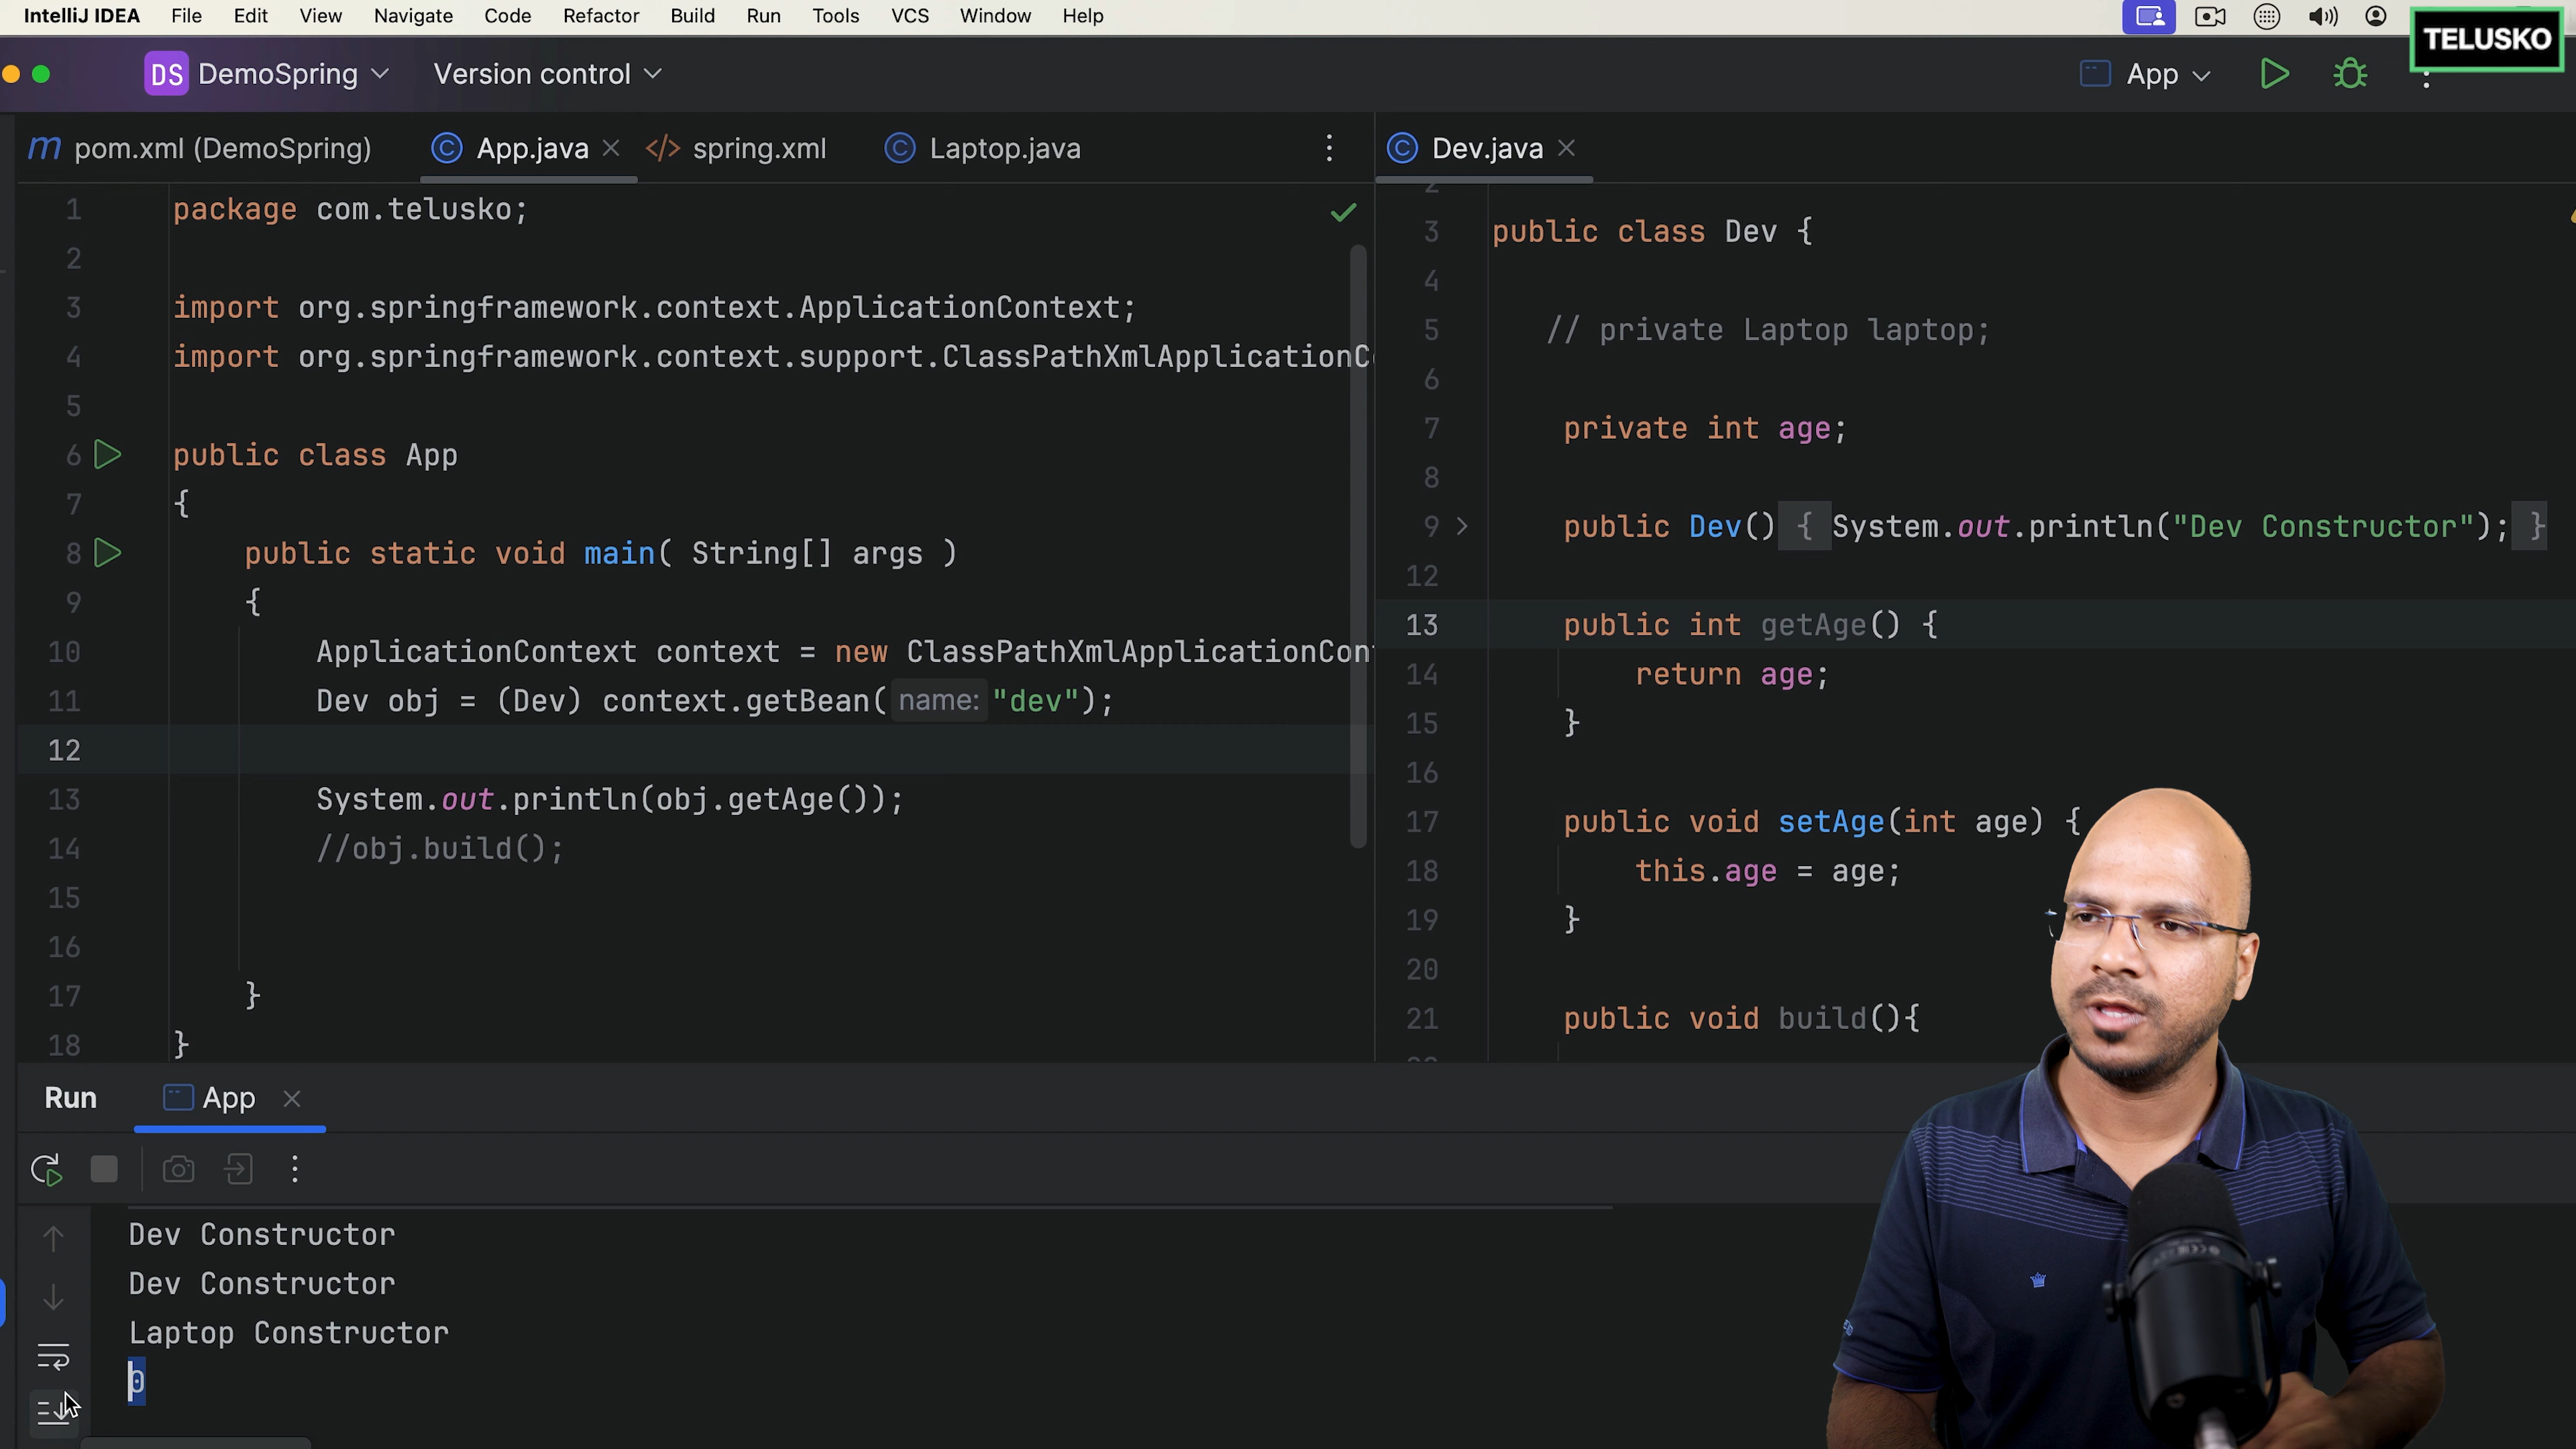 IntelliJ IDEA File Edit View Navigate Code Refactor Build Run Tools VCS Window Help
TELUSKO
DS DemoSpring Version control App
pom.xml (DemoSpring) App.java spring.xml Laptop.java
1 package com.telusko;
2
3 import org.springframework.context.ApplicationContext;
4 import org.springframework.context.support.ClassPathXmlApplicationCo
5
6 public class App
7 {
8 public static void main( String[] args )
9 {
10 ApplicationContext context = new ClassPathXmlApplicationCon
11 Dev obj = (Dev) context.getBean( name: "dev");
12
13 System.out.println(obj.getAge());
14 //obj.build();
15
16
17 }
18 }
Dev.java
2
3 public class Dev {
4
5 // private Laptop laptop;
6
7 private int age;
8
9 public Dev() { System.out.println("Dev Constructor"); }
12
13 public int getAge() {
14 return age;
15 }
16
17 public void setAge(int age) {
18 this.age = age;
19 }
20
21 public void build(){
Run App
Dev Constructor
Dev Constructor
Laptop Constructor
0